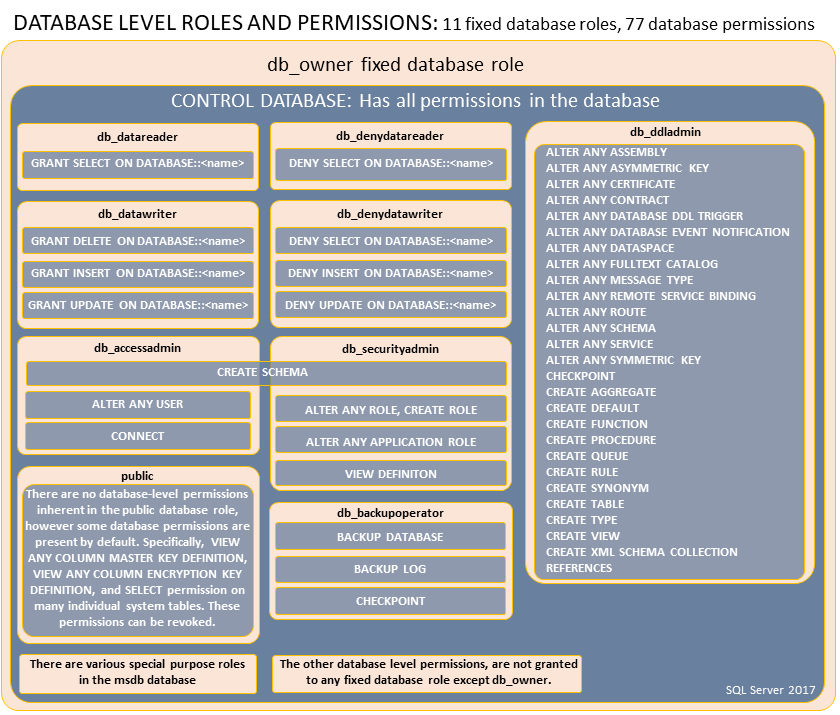 DATABASE LEVEL ROLES AND PERMISSIONS: 11 fixed database roles, 77 database permissions
db_owner fixed database role
CONTROL DATABASE: Has all permissions in the database
db_datareader
GRANT SELECT ON DATABASE::<name>
db_denydatareader
DENY SELECT ON DATABASE::<name>
db_datawriter
GRANT DELETE ON DATABASE::<name>
GRANT INSERT ON DATABASE::<name>
GRANT UPDATE ON DATABASE::<name>
db_denydatawriter
DENY SELECT ON DATABASE::<name>
DENY INSERT ON DATABASE::<name>
DENY UPDATE ON DATABASE::<name>
db_accessadmin
db_securityadmin
CREATE SCHEMA
ALTER ANY USER
CONNECT
ALTER ANY ROLE, CREATE ROLE
ALTER ANY APPLICATION ROLE
VIEW DEFINITON
public
There are no database-level permissions
inherent in the public database role,
however some database permissions are
present by default. Specifically, VIEW
ANY COLUMN MASTER KEY DEFINITION,
VIEW ANY COLUMN ENCRYPTION KEY
DEFINITION, and SELECT permission on
many individual system tables. These
permissions can be revoked.
db_backupoperator
BACKUP DATABASE
BACKUP LOG
CHECKPOINT
db_ddladmin
ALTER ANY ASSEMBLY
ALTER ANY ASYMMETRIC KEY
ALTER ANY CERTIFICATE
ALTER ANY CONTRACT
ALTER ANY DATABASE DDL TRIGGER
ALTER ANY DATABASE EVENT NOTIFICATION
ALTER ANY DATASPACE
ALTER ANY FULLTEXT CATALOG
ALTER ANY MESSAGE TYPE
ALTER ANY REMOTE SERVICE BINDING
ALTER ANY ROUTE
ALTER ANY SCHEMA
ALTER ANY SERVICE
ALTER ANY SYMMETRIC KEY
CHECKPOINT
CREATE AGGREGATE
CREATE DEFAULT
CREATE FUNCTION
CREATE PROCEDURE
CREATE QUEUE
CREATE RULE
CREATE SYNONYM
CREATE TABLE
CREATE TYPE
CREATE VIEW
CREATE XML SCHEMA COLLECTION
REFERENCES
There are various special purpose roles
in the msdb database
The other database level permissions, are not granted
to any fixed database role except db_owner.
SQL Server 2017